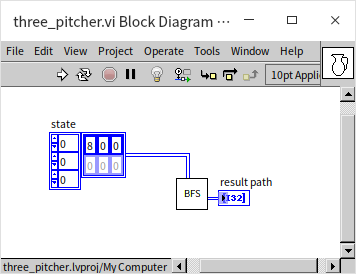 three_pitcher.vi Block Diagram ...
File Edit View Project Operate Tools Window Help
10pt Appli
state
0 8 0 0
0 0 0 0
0
BFS
result path
[I32]
three_pitcher.lvproj/My Computer